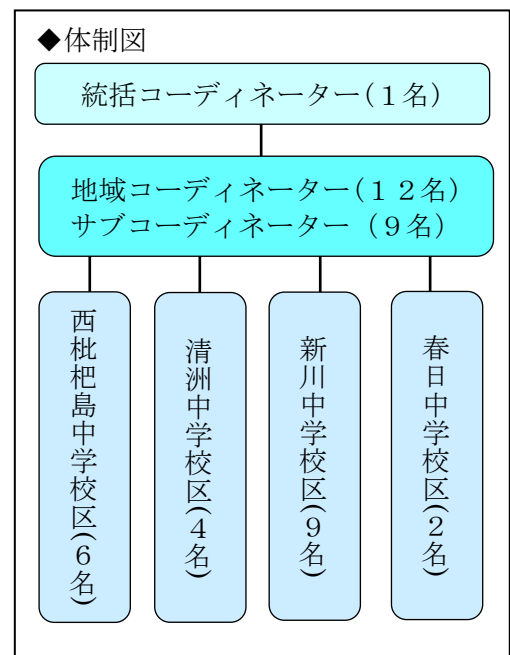 ◆体制図
統括コーディネーター(１名)
地域コーディネーター(１２名)
サブコーディネーター（９名）
西枇杷島中学校区(６名)
清洲中学校区(４名)
新川中学校区(９名)
春日中学校区(２名)